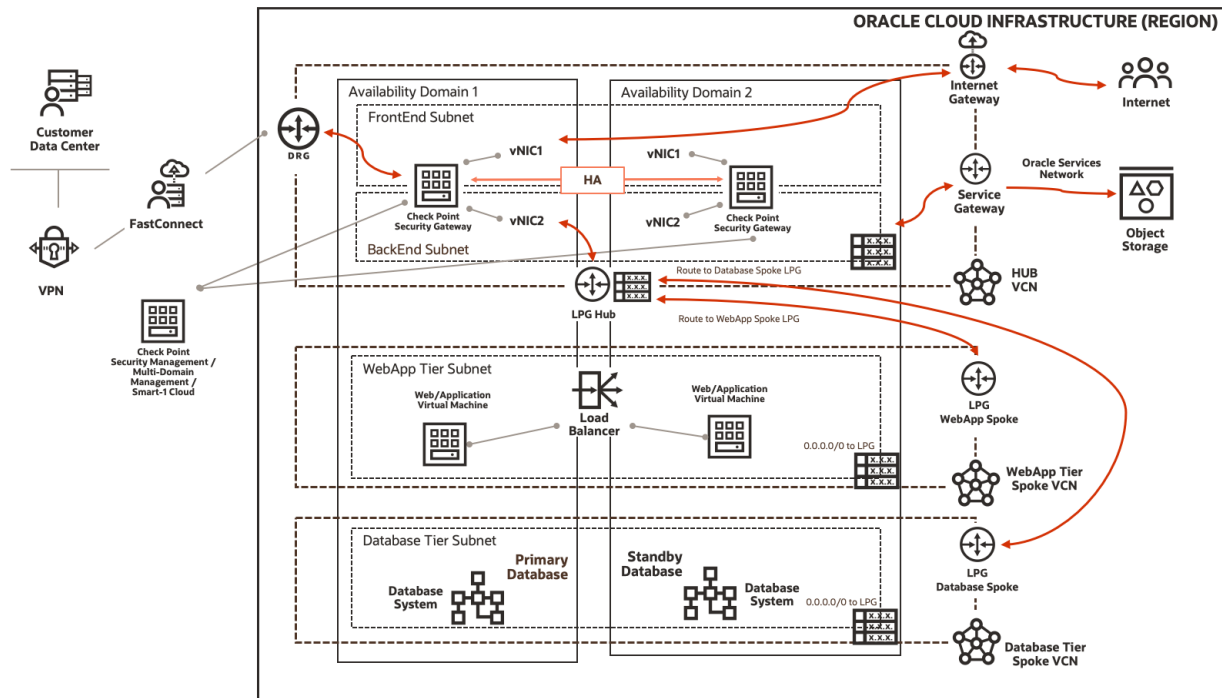 ORACLE CLOUD INFRASTRUCTURE (REGION)
Customer
Data Center
FastConnect
VPN
Check Point
Security Management /
Multi-Domain
Management /
Smart-1 Cloud
DRG
Availability Domain 1
Availability Domain 2
FrontEnd Subnet
vNIC1
vNIC1
HA
Check Point
Security Gateway
Check Point
Security Gateway
vNIC2
vNIC2
BackEnd Subnet
X.X.X.
X.X.X.
X.X.X.
Internet
Gateway
Internet
Service
Gateway
Oracle Services
Network
Object
Storage
HUB
VCN
LPG Hub
X.X.X.
X.X.X.
X.X.X.
Route to Database Spoke LPG
Route to WebApp Spoke LPG
WebApp Tier Subnet
Web/Application
Virtual Machine
Load
Balancer
Web/Application
Virtual Machine
0.0.0.0/0 to LPG
X.X.X.
X.X.X.
X.X.X.
LPG
WebApp Spoke
WebApp Tier
Spoke VCN
Database Tier Subnet
Primary
Database
Database
System
Standby
Database
Database
System
0.0.0.0/0 to LPG
X.X.X.
X.X.X.
X.X.X.
LPG
Database Spoke
Database Tier
Spoke VCN